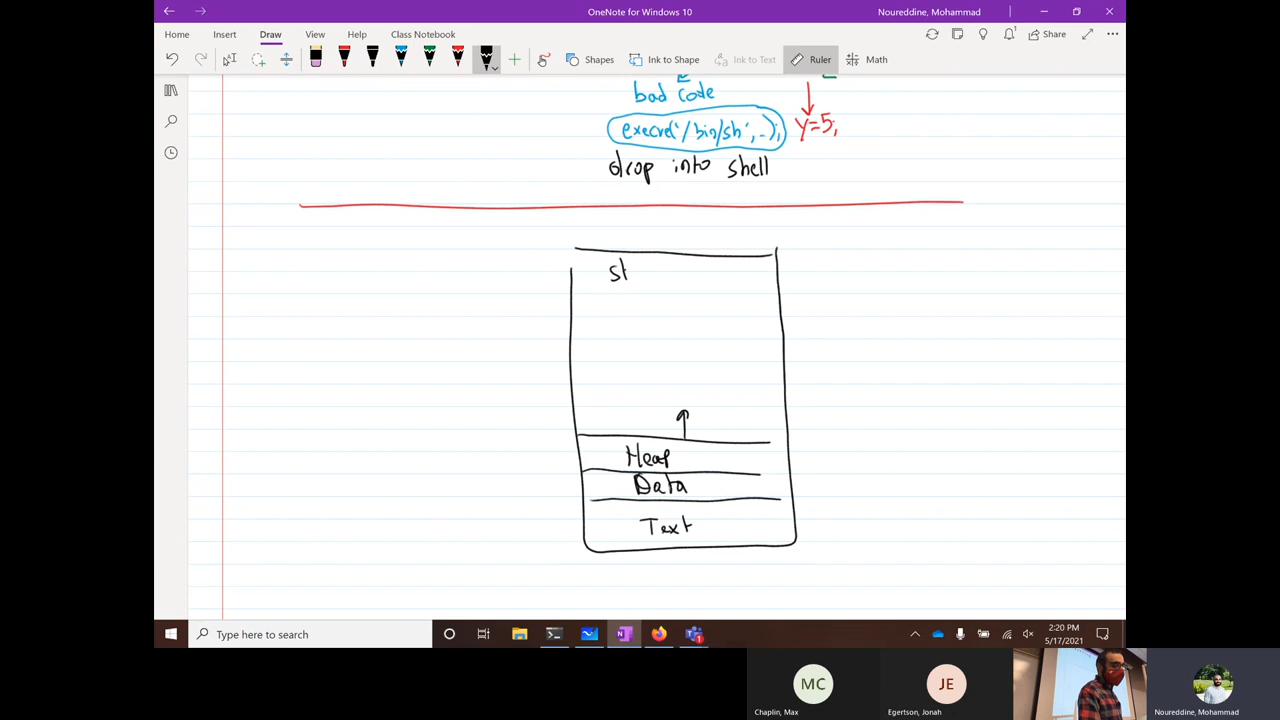 OneNote for Windows 10
Noureddine, Mohammad
Home Insert Draw View Help Class Notebook
Share
Shapes Ink to Shape Ink to Text Ruler Math
bad code
execve('/bin/sh', ..);
y=5;
drop into shell
st
Heap
Data
Text
Type here to search
2:20 PM
5/17/2021
MC
Chaplin, Max
JE
Egertson, Jonah
Noureddine, Mohammad